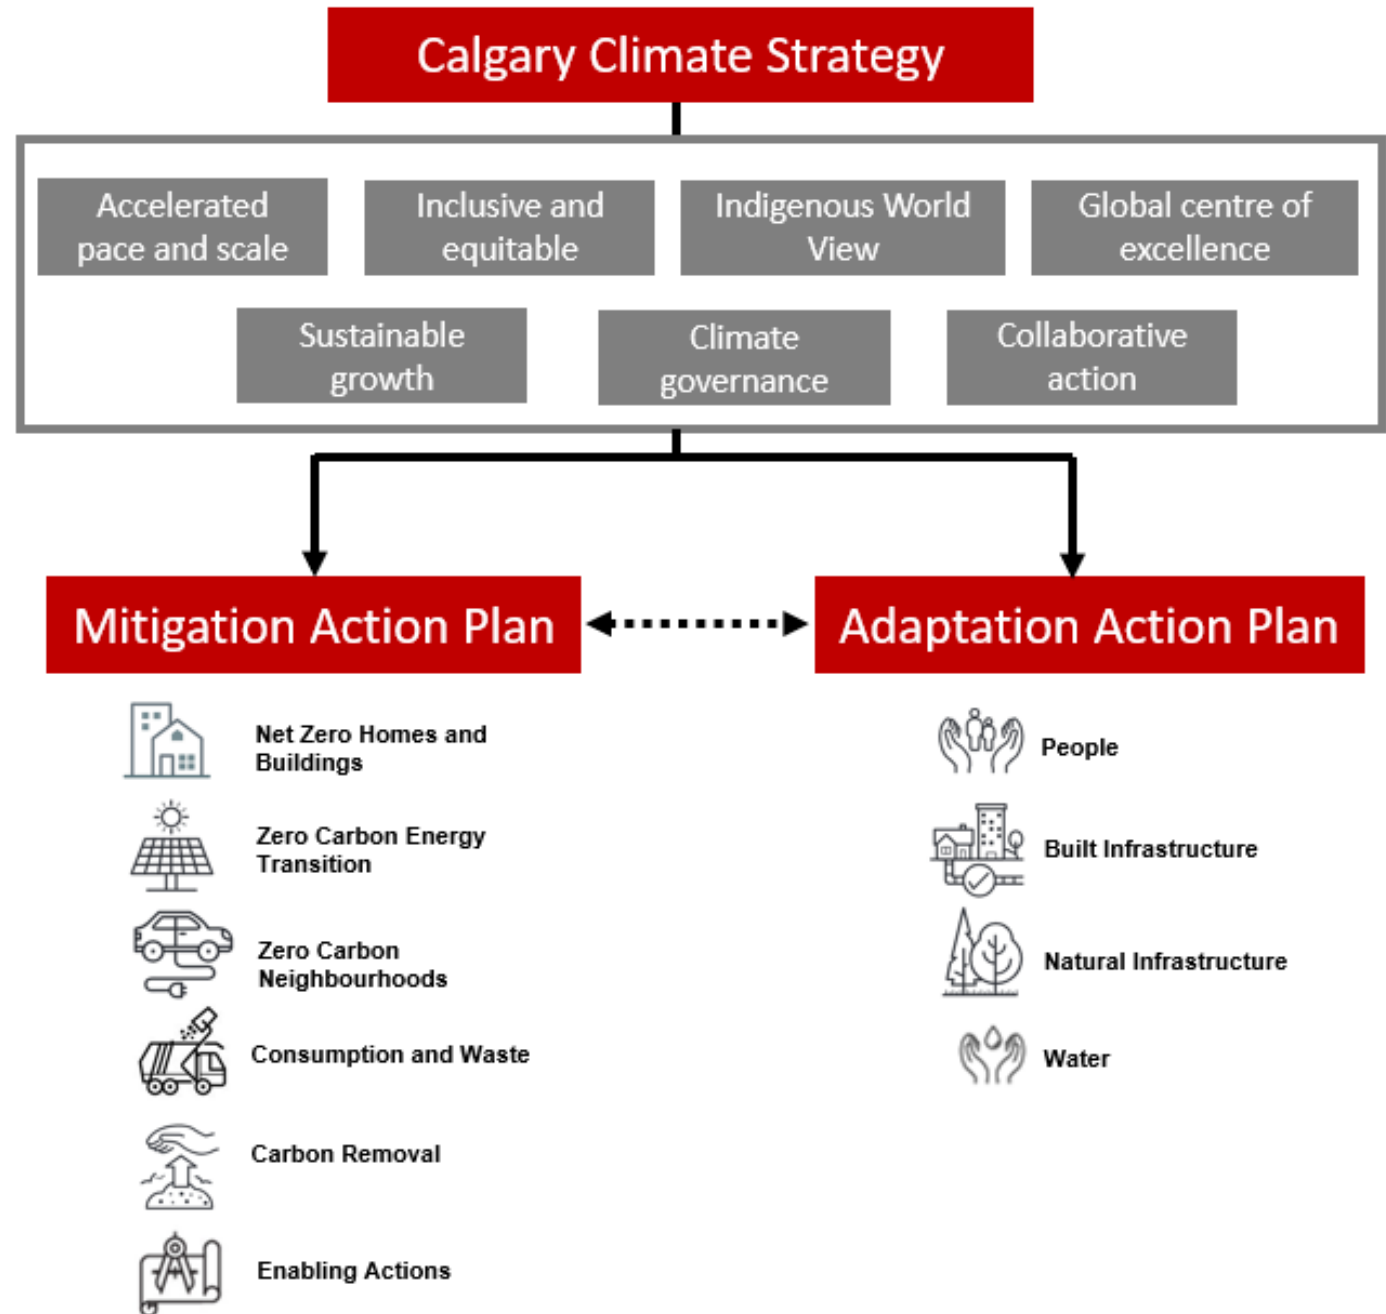 Calgary Climate Strategy
Accelerated
pace and scale
Inclusive and
equitable
Indigenous World
View
Global centre of
excellence
Sustainable
growth
Climate
governance
Collaborative
action
Mitigation Action Plan
Net Zero Homes and
Buildings
Zero Carbon Energy
Transition
Zero Carbon
Neighbourhoods
Consumption and Waste
Carbon Removal
Enabling Actions
Adaptation Action Plan
People
Built Infrastructure
Natural Infrastructure
Water